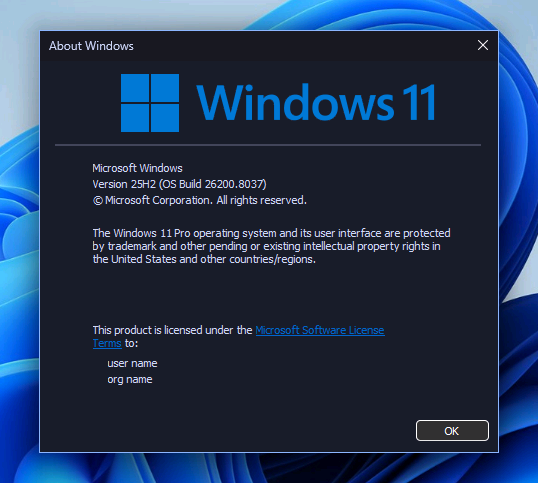 About Windows
Windows 11
Microsoft Windows
Version 25H2 (OS Build 26200.8037)
© Microsoft Corporation. All rights reserved.
The Windows 11 Pro operating system and its user interface are protected
by trademark and other pending or existing intellectual property rights in
the United States and other countries/regions.
This product is licensed under the Microsoft Software License
Terms to:
user name
org name
OK